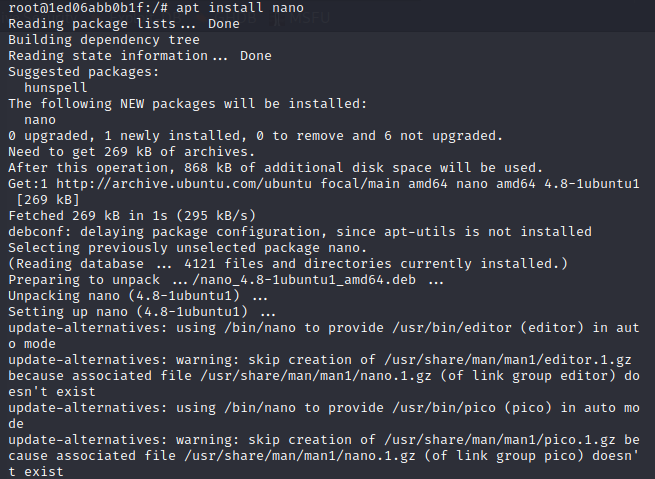 root@1ed06abb0b1f:/# apt install nano
Reading package lists... Done
Building dependency tree
Reading state information... Done
Suggested packages:
  hunspell
The following NEW packages will be installed:
  nano
0 upgraded, 1 newly installed, 0 to remove and 6 not upgraded.
Need to get 269 kB of archives.
After this operation, 868 kB of additional disk space will be used.
Get:1 http://archive.ubuntu.com/ubuntu focal/main amd64 nano amd64 4.8-1ubuntu1
 [269 kB]
Fetched 269 kB in 1s (295 kB/s)
debconf: delaying package configuration, since apt-utils is not installed
Selecting previously unselected package nano.
(Reading database ... 4121 files and directories currently installed.)
Preparing to unpack .../nano_4.8-1ubuntu1_amd64.deb ...
Unpacking nano (4.8-1ubuntu1) ...
Setting up nano (4.8-1ubuntu1) ...
update-alternatives: using /bin/nano to provide /usr/bin/editor (editor) in aut
o mode
update-alternatives: warning: skip creation of /usr/share/man/man1/editor.1.gz
because associated file /usr/share/man/man1/nano.1.gz (of link group editor) do
esn't exist
update-alternatives: using /bin/nano to provide /usr/bin/pico (pico) in auto mo
de
update-alternatives: warning: skip creation of /usr/share/man/man1/pico.1.gz be
cause associated file /usr/share/man/man1/nano.1.gz (of link group pico) doesn'
t exist